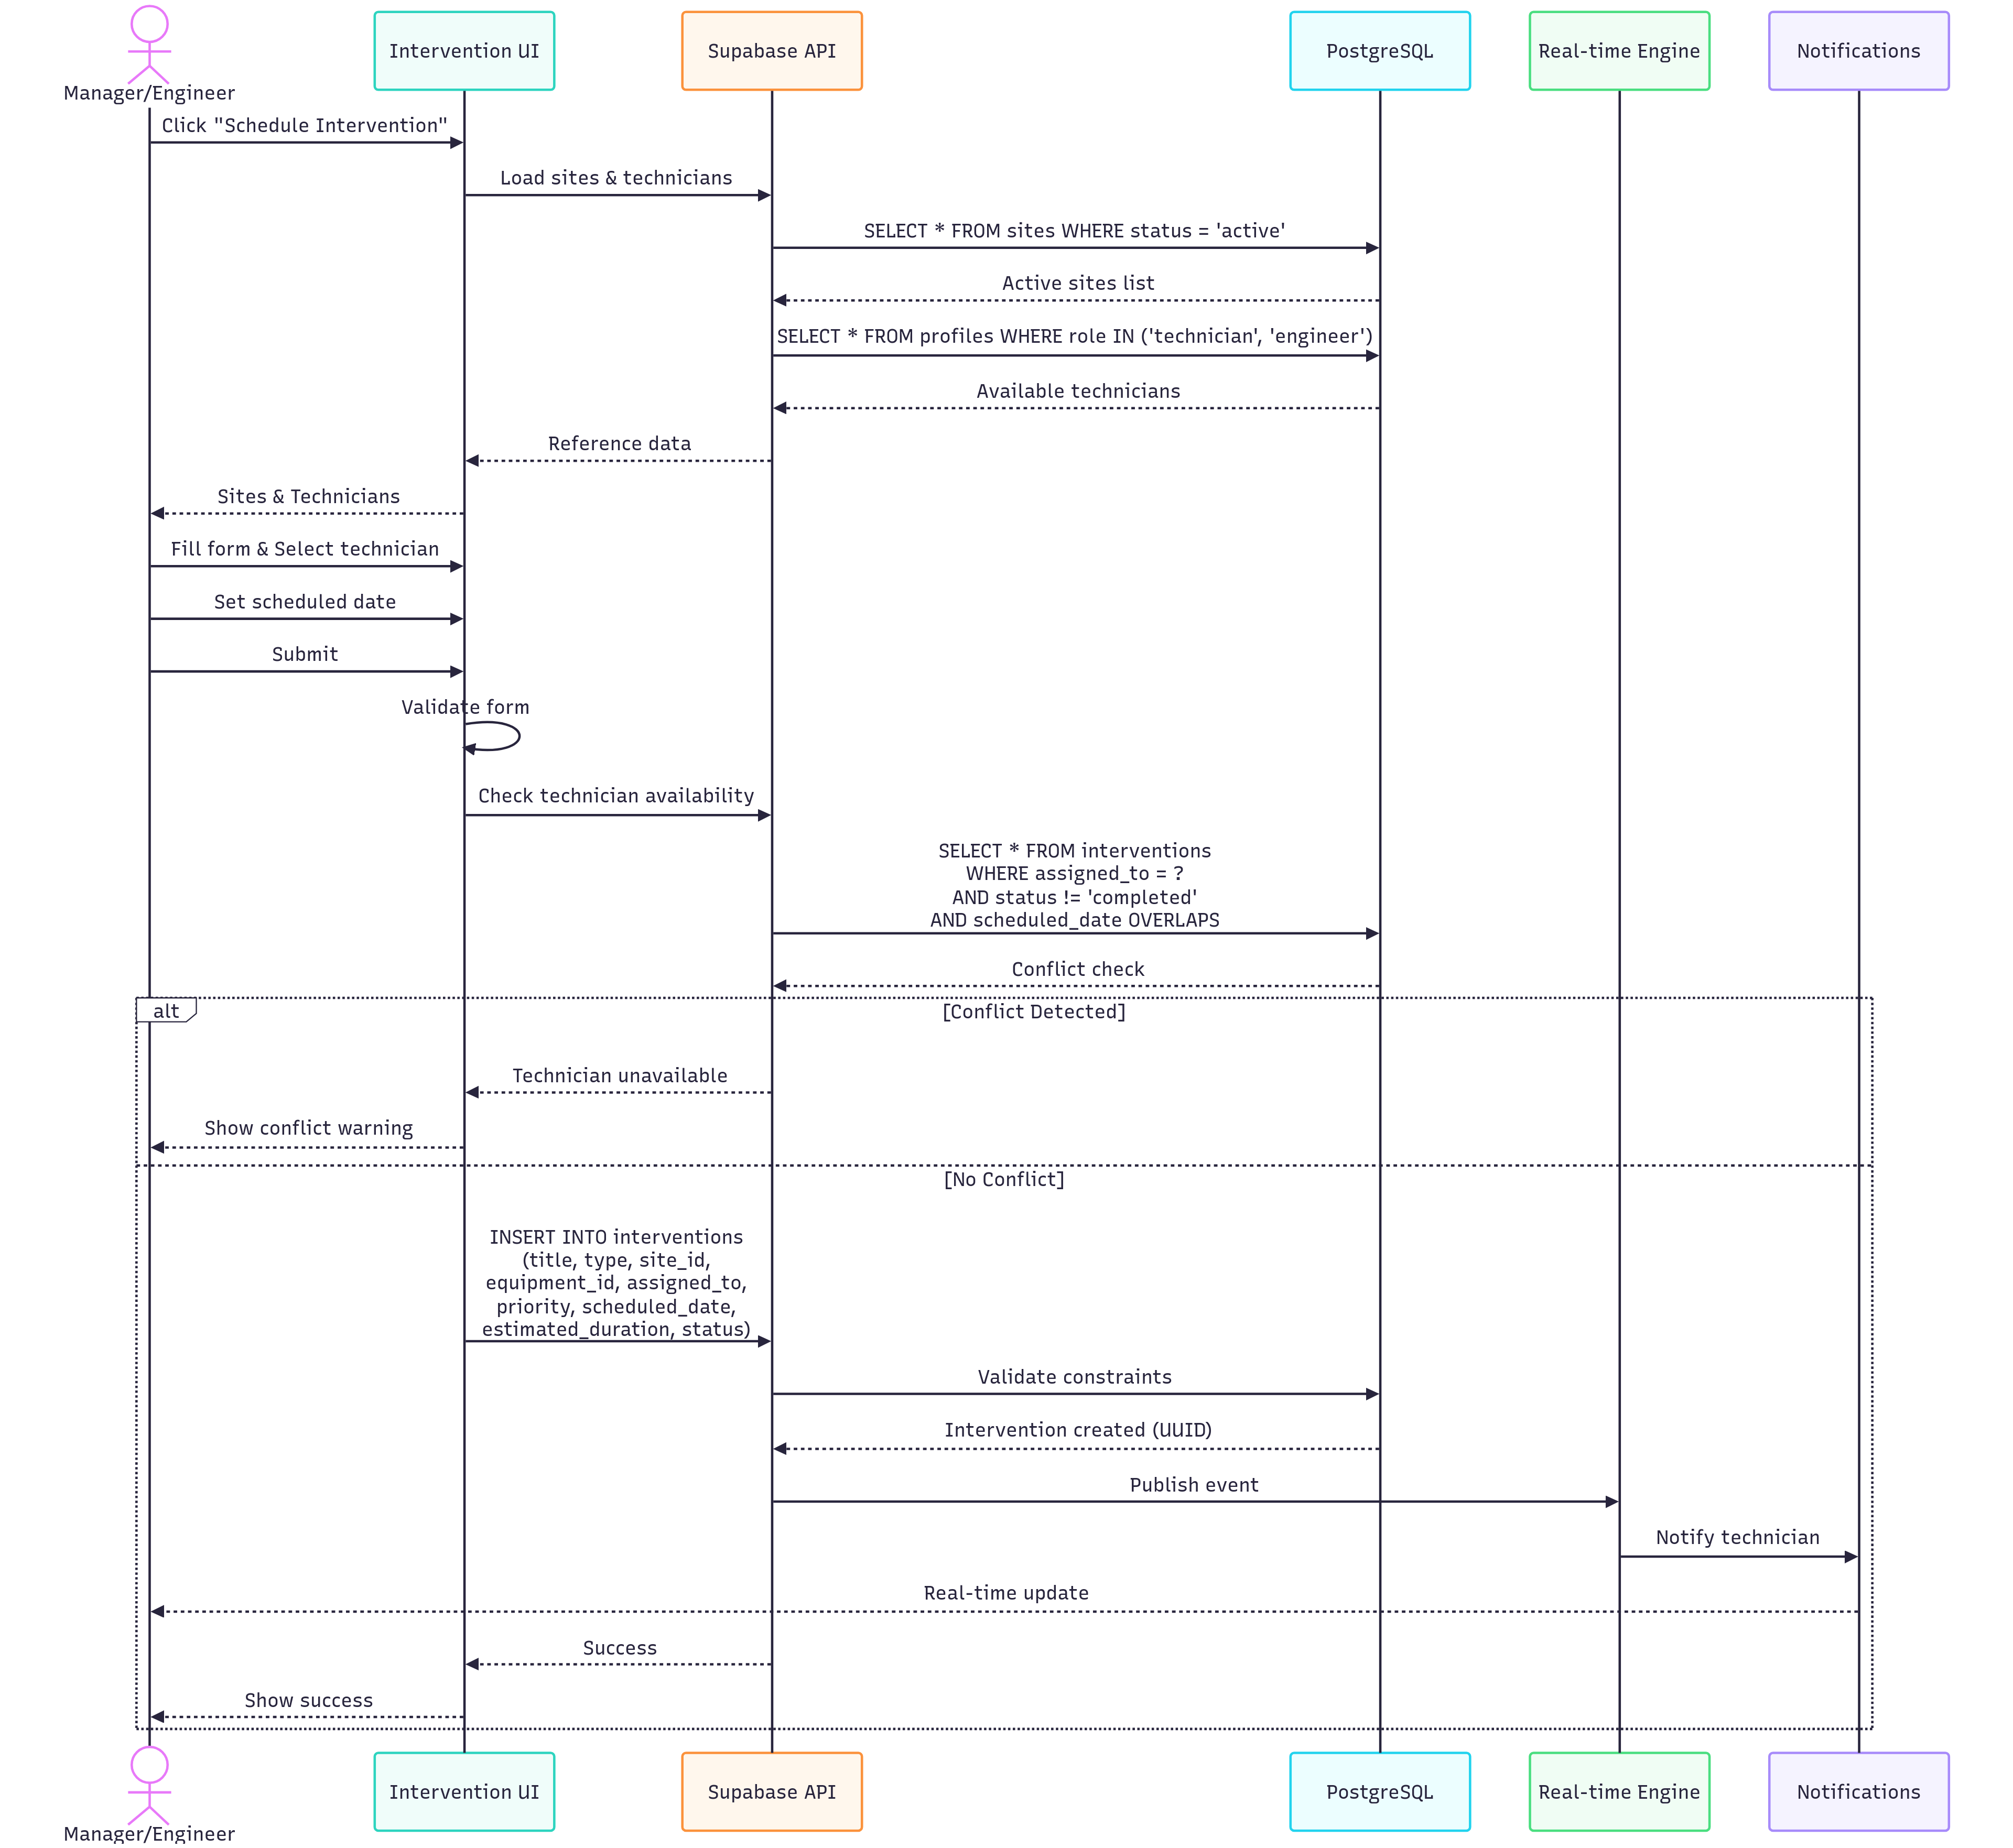 Manager/Engineer
Intervention UI
Supabase API
PostgreSQL
Real-time Engine
Notifications
Click "Schedule Intervention"
Load sites & technicians
SELECT * FROM sites WHERE status = 'active'
Active sites list
SELECT * FROM profiles WHERE role IN ('technician', 'engineer')
Available technicians
Reference data
Sites & Technicians
Fill form & Select technician
Set scheduled date
Submit
Validate form
Check technician availability
SELECT * FROM interventions
WHERE assigned_to = ?
AND status != 'completed'
AND scheduled_date OVERLAPS
Conflict check
alt
[Conflict Detected]
Technician unavailable
Show conflict warning
[No Conflict]
INSERT INTO interventions
(title, type, site_id,
equipment_id, assigned_to,
priority, scheduled_date,
estimated_duration, status)
Validate constraints
Intervention created (UUID)
Publish event
Notify technician
Real-time update
Success
Show success
Manager/Engineer
Intervention UI
Supabase API
PostgreSQL
Real-time Engine
Notifications